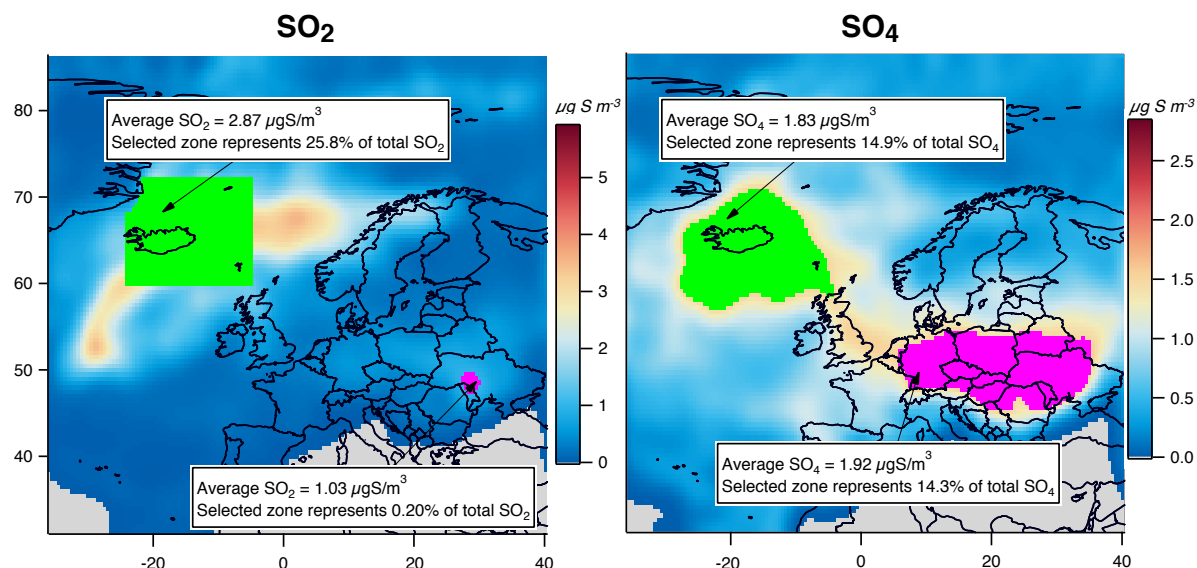 SO₂
SO₄
Average SO₂ = 2.87 µgS/m³
Selected zone represents 25.8% of total SO₂
Average SO₂ = 1.03 µgS/m³
Selected zone represents 0.20% of total SO₂
80
70
60
50
40
-20
0
20
40
µg S m⁻³
5
4
3
2
1
0
Average SO₄ = 1.83 µgS/m³
Selected zone represents 14.9% of total SO₄
Average SO₄ = 1.92 µgS/m³
Selected zone represents 14.3% of total SO₄
-20
0
20
40
µg S m⁻³
2.5
2.0
1.5
1.0
0.5
0.0